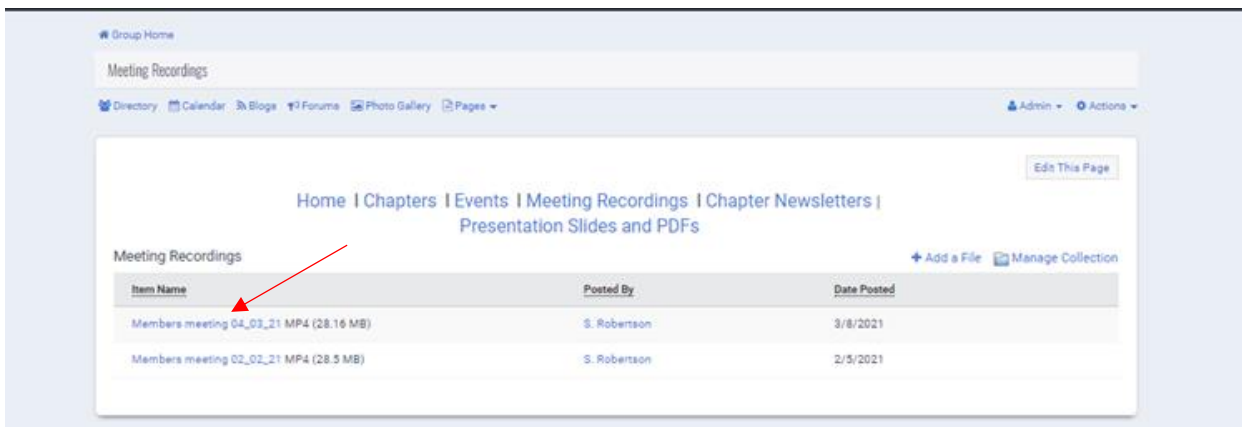 Group Home
Meeting Recordings
Directory Calendar Blogs Forums Photo Gallery Pages Admin Actions
Edit This Page
Home I Chapters I Events I Meeting Recordings I Chapter Newsletters |
Presentation Slides and PDFs
Meeting Recordings + Add a File Manage Collection
Item Name Posted By Date Posted
Members meeting 04_03_21 MP4 (28.16 MB) S. Robertson 3/8/2021
Members meeting 02_02_21 MP4 (28.5 MB) S. Robertson 2/5/2021